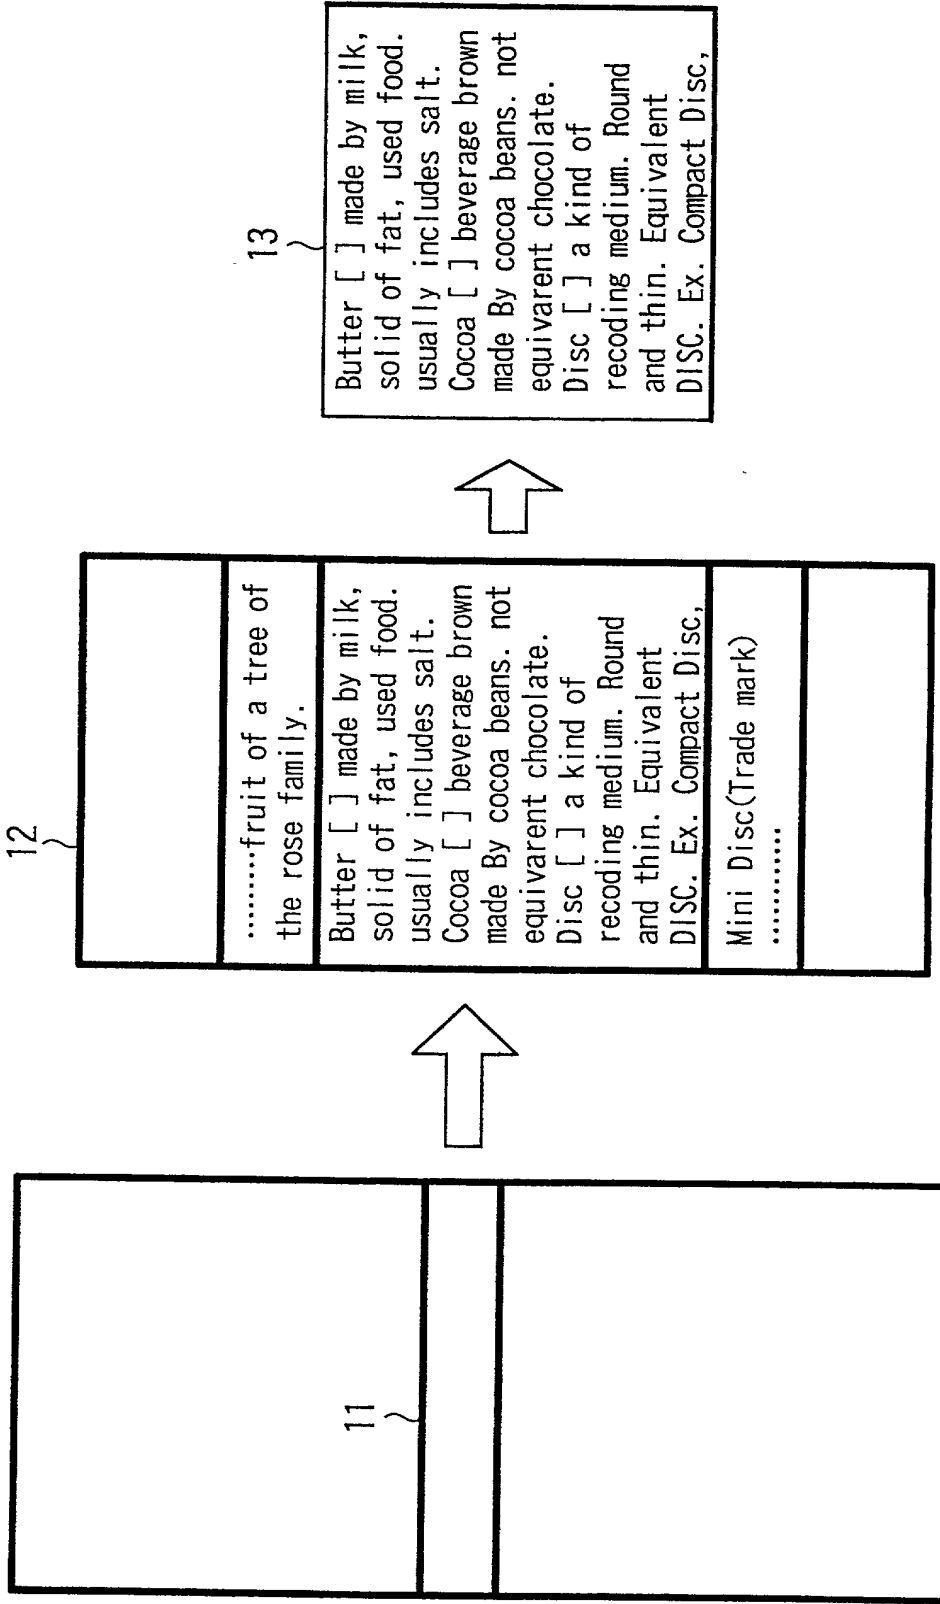 11
12
.........fruit of a tree of
the rose family.
Butter [ ] made by milk,
solid of fat, used food.
usually includes salt.
Cocoa [ ] beverage brown
made By cocoa beans. not
equivarent chocolate.
Disc [ ] a kind of
recoding medium. Round
and thin. Equivalent
DISC. Ex. Compact Disc,
Mini Disc(Trade mark)
...........
13
Butter [ ] made by milk,
solid of fat, used food.
usually includes salt.
Cocoa [ ] beverage brown
made By cocoa beans. not
equivarent chocolate.
Disc [ ] a kind of
recoding medium. Round
and thin. Equivalent
DISC. Ex. Compact Disc,